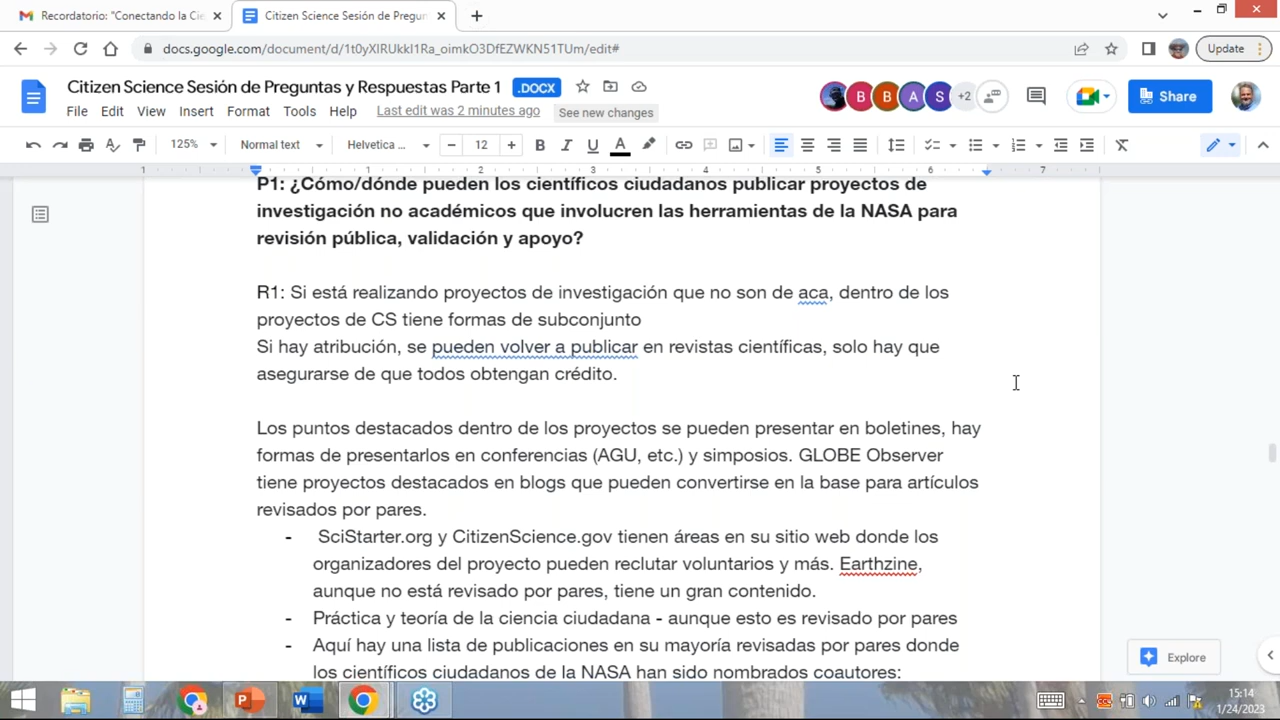 Recordatorio: "Conectando la Cie
Citizen Science Sesión de Pregun
docs.google.com/document/d/1t0yXlRUkkI1Ra_oimkO3DfEZWKN51TUm/edit#
Update
Citizen Science Sesión de Preguntas y Respuestas Parte 1 .DOCX
B B A S +2
Share
File Edit View Insert Format Tools Help Last edit was 2 minutes ago See new changes
125% Normal text Helvetica ... 12 B I U A
1 1 2 3 4 5 6 7
P1: ¿Cómo/dónde pueden los científicos ciudadanos publicar proyectos de
investigación no académicos que involucren las herramientas de la NASA para
revisión pública, validación y apoyo?
R1: Si está realizando proyectos de investigación que no son de aca, dentro de los
proyectos de CS tiene formas de subconjunto
Si hay atribución, se pueden volver a publicar en revistas científicas, solo hay que
asegurarse de que todos obtengan crédito.
Los puntos destacados dentro de los proyectos se pueden presentar en boletines, hay
formas de presentarlos en conferencias (AGU, etc.) y simposios. GLOBE Observer
tiene proyectos destacados en blogs que pueden convertirse en la base para artículos
revisados por pares.
- SciStarter.org y CitizenScience.gov tienen áreas en su sitio web donde los
organizadores del proyecto pueden reclutar voluntarios y más. Earthzine,
aunque no está revisado por pares, tiene un gran contenido.
- Práctica y teoría de la ciencia ciudadana - aunque esto es revisado por pares
- Aquí hay una lista de publicaciones en su mayoría revisadas por pares donde
los científicos ciudadanos de la NASA han sido nombrados coautores:
Explore
15:14
1/24/2023